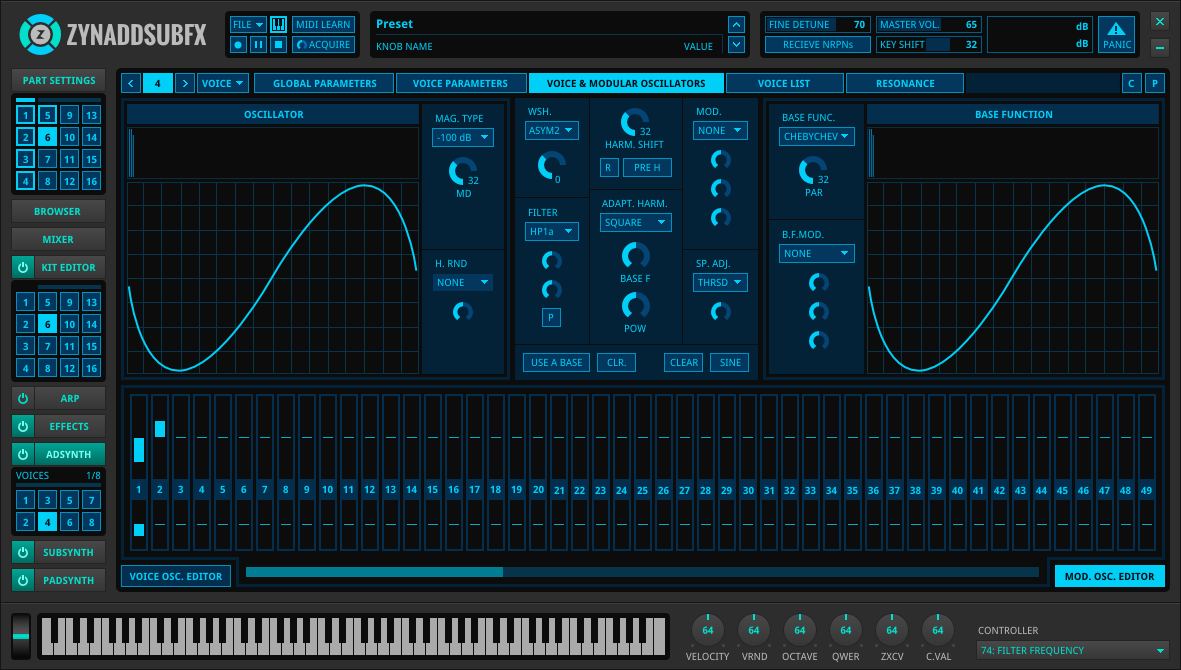 Z ZYNADDSUBFX
FILE MIDI LEARN
ACQUIRE
Preset
KNOB NAME VALUE
FINE DETUNE 70 MASTER VOL. 65 dB
RECIEVE NRPNs KEY SHIFT 32 dB
PANIC
PART SETTINGS
1 5 9 13
2 6 10 14
3 7 11 15
4 8 12 16
BROWSER
MIXER
KIT EDITOR
1 5 9 13
2 6 10 14
3 7 11 15
4 8 12 16
ARP
EFFECTS
ADSYNTH
VOICES 1/8
1 3 5 7
2 4 6 8
SUBSYNTH
PADSYNTH
< 4 > VOICE GLOBAL PARAMETERS VOICE PARAMETERS VOICE & MODULAR OSCILLATORS VOICE LIST RESONANCE C P
OSCILLATOR
MAG. TYPE
-100 dB
32
MD
H. RND
NONE
WSH.
ASYM2
0
FILTER
HP1a
P
32
HARM. SHIFT
R PRE H
ADAPT. HARM.
SQUARE
BASE F
POW
MOD.
NONE
SP. ADJ.
THRSD
USE A BASE CLR. CLEAR SINE
BASE FUNC.
CHEBYCHEV
32
PAR
B.F.MOD.
NONE
BASE FUNCTION
1 2 3 4 5 6 7 8 9 10 11 12 13 14 15 16 17 18 19 20 21 22 23 24 25 26 27 28 29 30 31 32 33 34 35 36 37 38 39 40 41 42 43 44 45 46 47 48 49
VOICE OSC. EDITOR MOD. OSC. EDITOR
64 64 64 64 64 64
VELOCITY VRND OCTAVE QWER ZXCV C.VAL
CONTROLLER
74: FILTER FREQUENCY